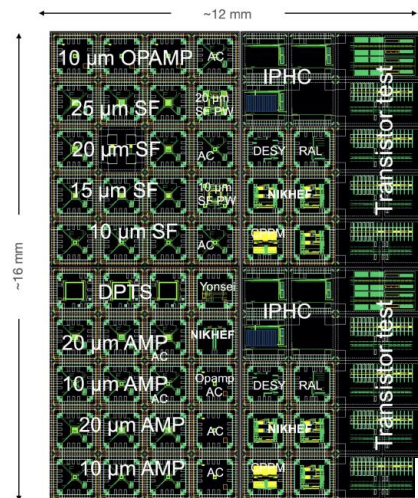 ~12 mm
~16 mm
10 µm OPAMP
AC
IPHC
Transistor test
25 µm SF
20 µm
SF PW
20 µm SF
AC
DESY
RAL
15 µm SF
10 µm
SF PW
NIKHEF
10 µm SF
AC
CPPM
DPTS
Yonsei
IPHC
Transistor test
20 µm AMP
AC
NIKHEF
10 µm AMP
AC
Opamp
AC
DESY
RAL
20 µm AMP
AC
NIKHEF
10 µm AMP
AC
CPPM